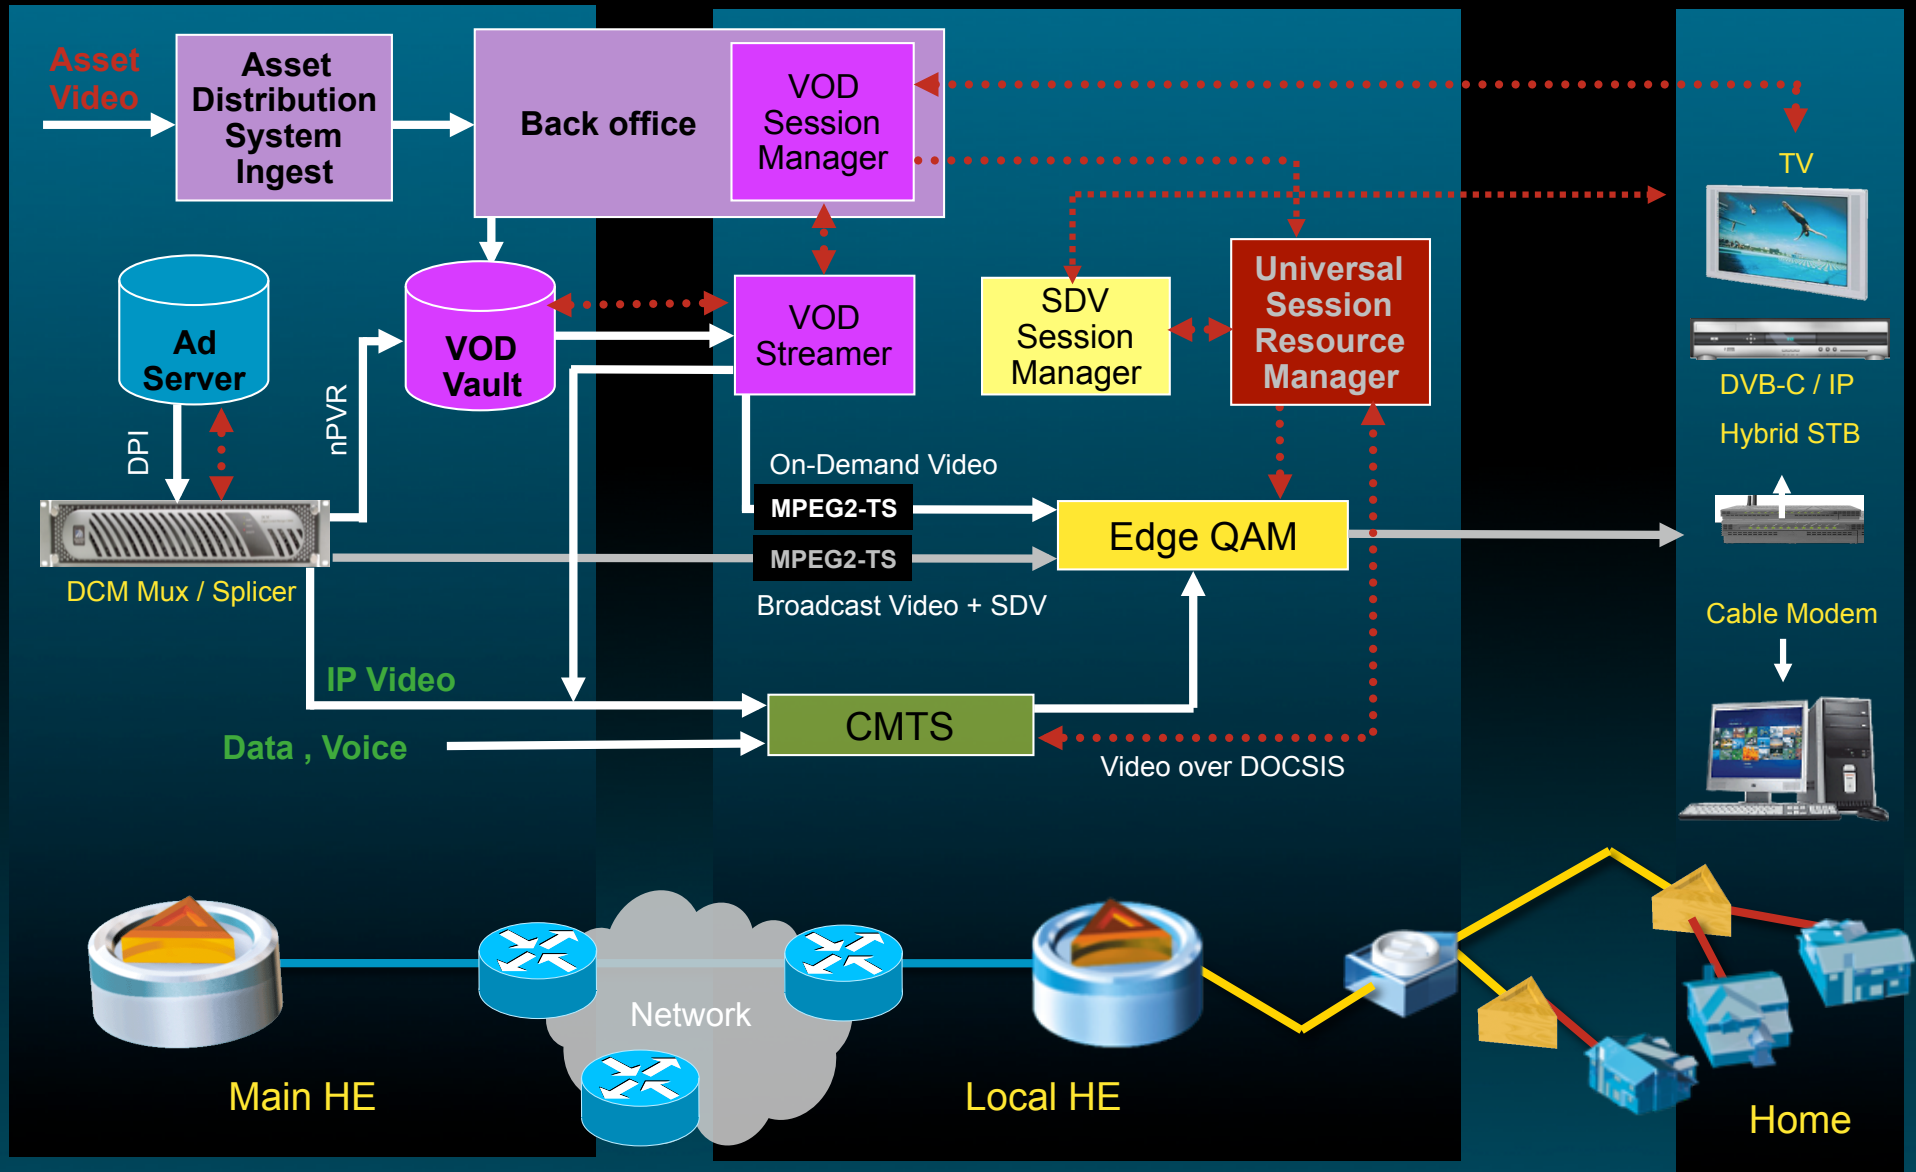 Asset
Video
Asset
Distribution
System
Ingest
Back office
VOD
Session
Manager
TV
Ad
Server
VOD
Vault
VOD
Streamer
SDV
Session
Manager
Universal
Session
Resource
Manager
DVB-C / IP
Hybrid STB
DPI
nPVR
On-Demand Video
MPEG2-TS
MPEG2-TS
Broadcast Video + SDV
Edge QAM
DCM Mux / Splicer
Cable Modem
IP Video
Data , Voice
CMTS
Video over DOCSIS
Network
Main HE
Local HE
Home